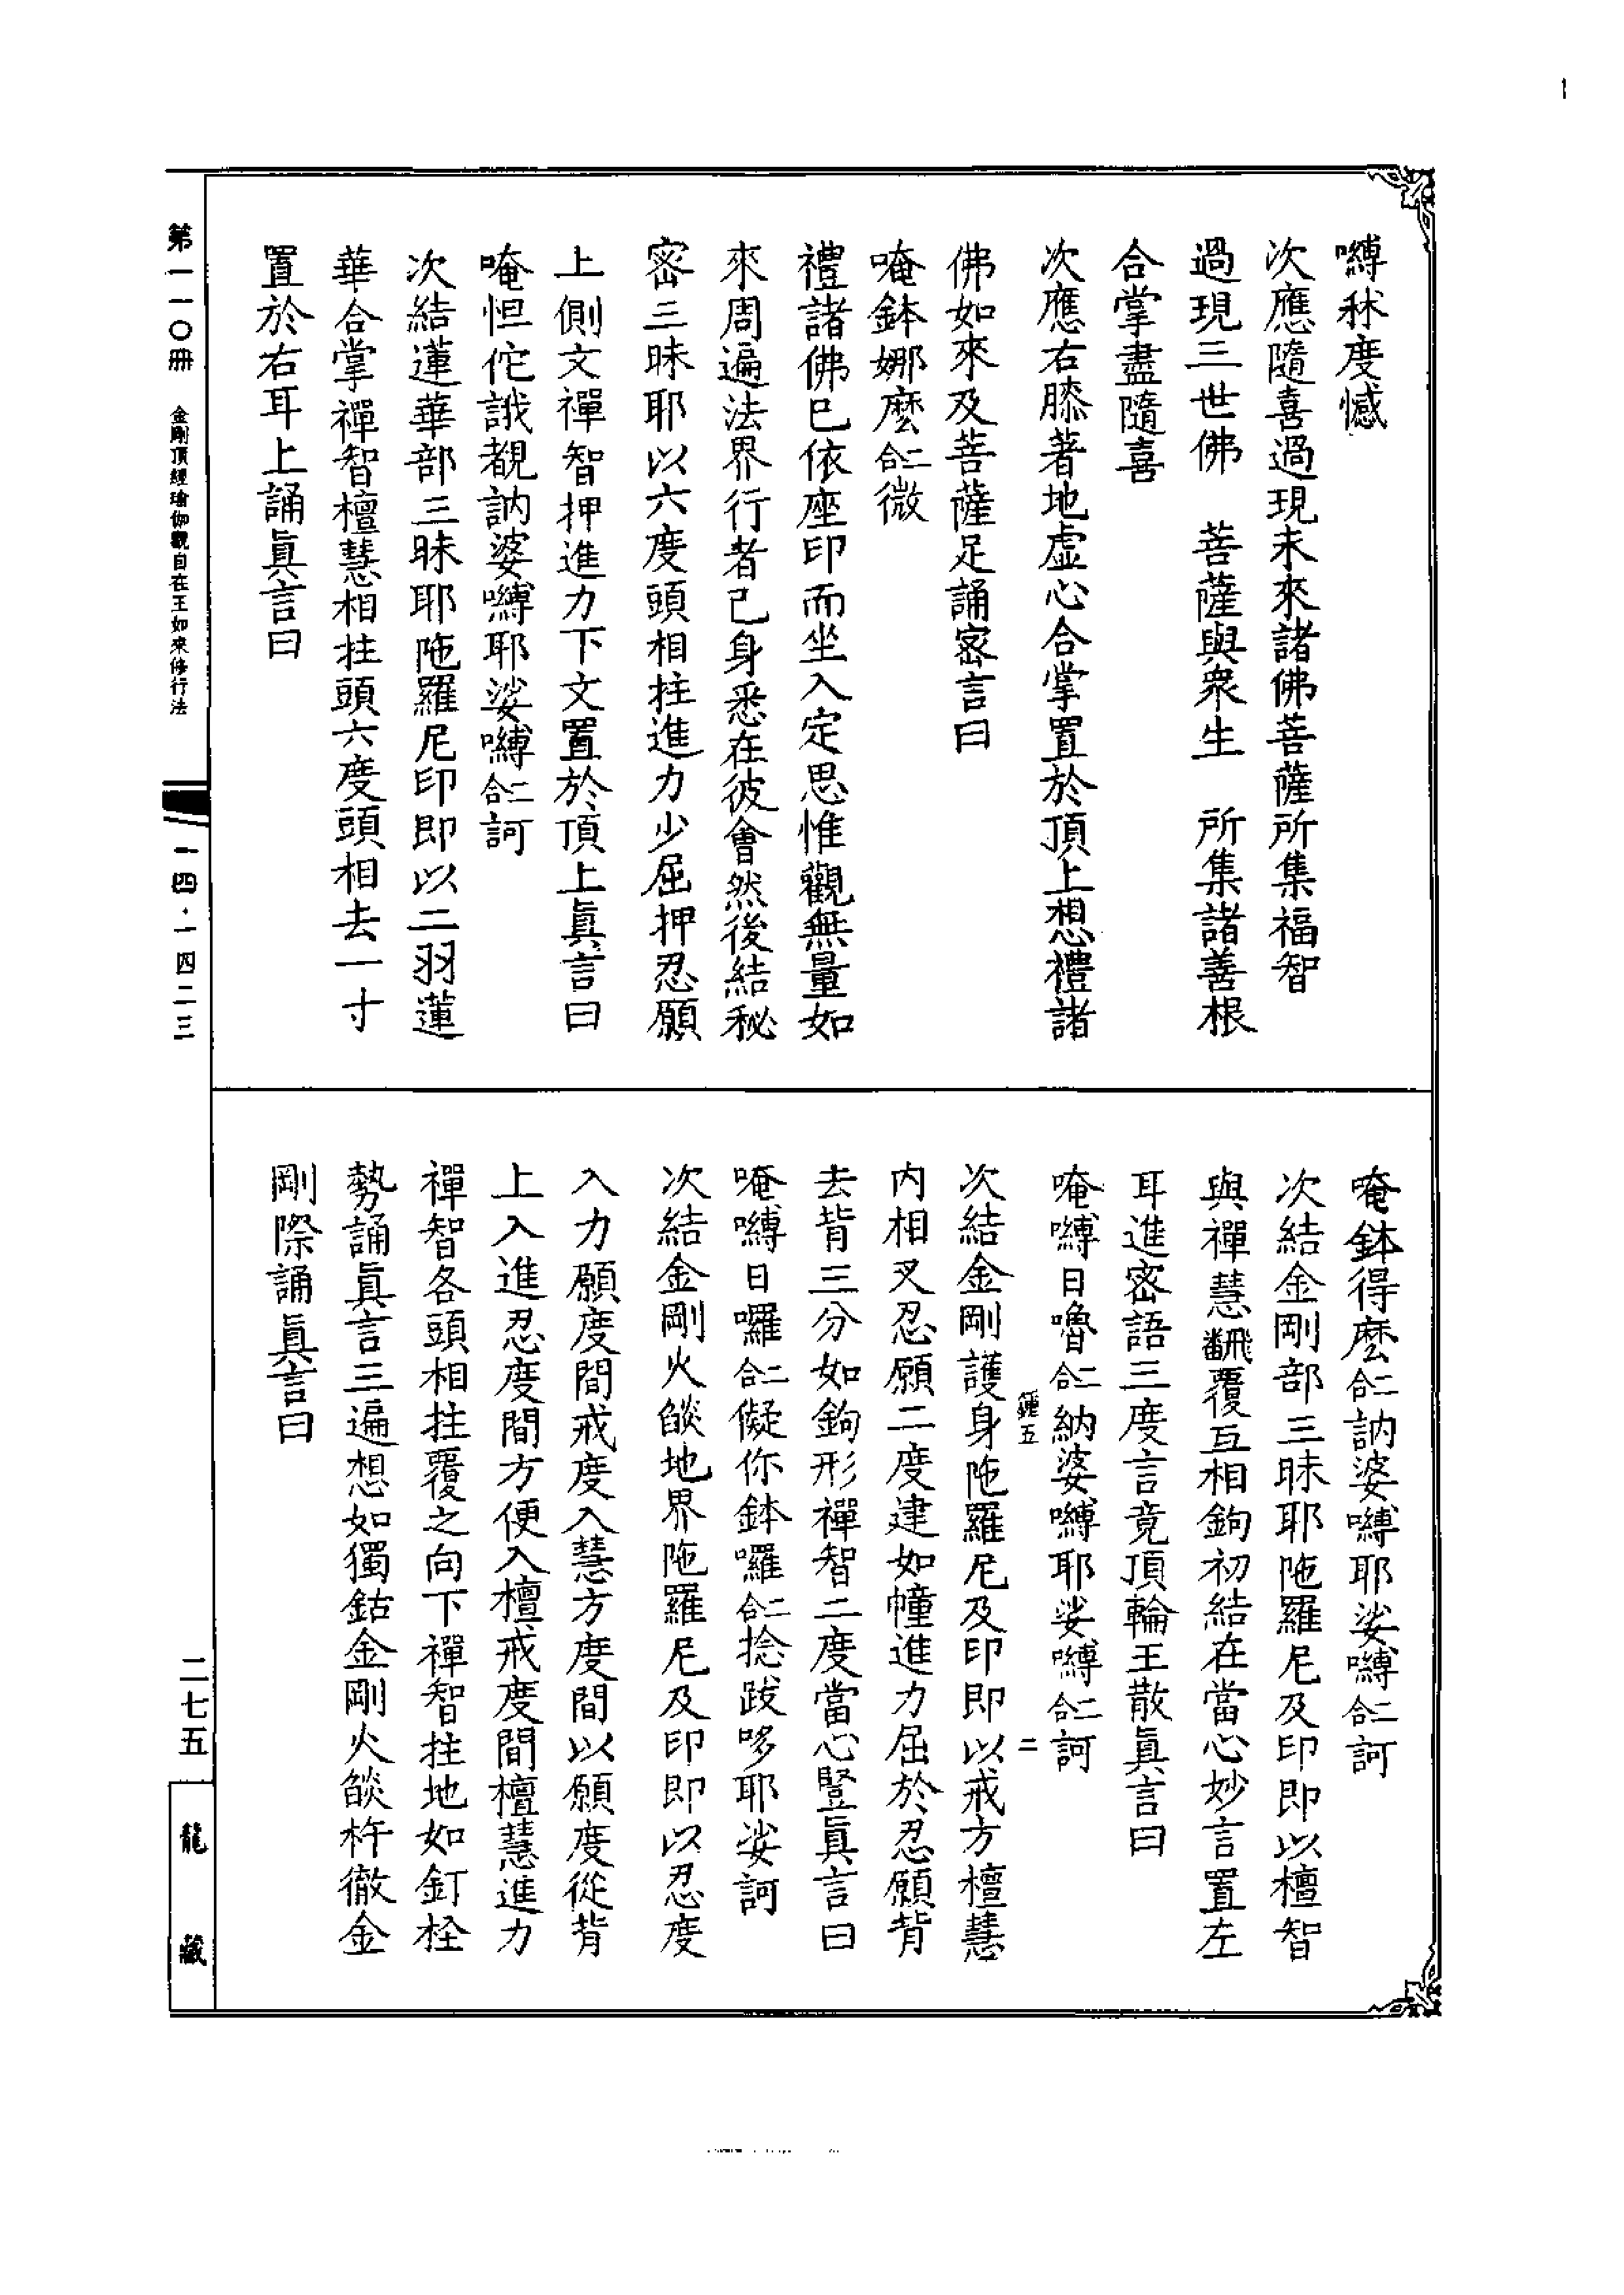 嚩秫度憾
次應隨喜過現未來諸佛菩薩所集福智
過現三世佛　菩薩與衆生　所集諸善根
合掌盡隨喜
次應右膝著地虛心合掌置於頂上想禮諸
佛如來及菩薩足誦密言曰
唵鉢娜麽二合微
禮諸佛已依座印而坐入定思惟觀無量如
來周遍法界行者己身悉在彼會然後結秘
密三昧耶以六度頭相拄進力少屈押忍願
上側文禪智押進力下文置於頂上眞言曰
唵怛佗誐覩訥婆嚩耶娑嚩二合訶
次結蓮華部三昧耶陁羅尼印即以二羽蓮
華合掌禪智檀慧相拄頭六度頭相去一寸
置於右耳上誦眞言曰
唵鉢得麽二合訥婆嚩耶娑嚩二合訶
次結金剛部三昧耶陁羅尼及印即以檀智
與禪慧飜覆互相鉤初結在當心妙言置左
耳進密語三度言竟頂輪王散眞言曰
唵嚩日嚕二合納婆嚩耶娑嚩二合訶
鍾五　二
次結金剛護身陁羅尼及印即以戒方檀慧
内相叉忍願二度建如幢進力屈於忍願背
去背三分如鉤形禪智二度當心豎眞言曰
唵嚩日囉二合儗你鉢囉二合捻跛哆耶娑訶
次結金剛火燄地界陁羅尼及印即以忍度
入力願度間戒度入慧方度間以願度從背
上入進忍度間方便入檀戒度間檀慧進力
禪智各頭相拄覆之向下禪智拄地如釘栓
勢誦眞言三遍想如獨鈷金剛火燄杵徹金
剛際誦眞言曰
第一一〇册　金剛頂經瑜伽觀自在王如來修行法
一四·一四二三
二七五
龍藏